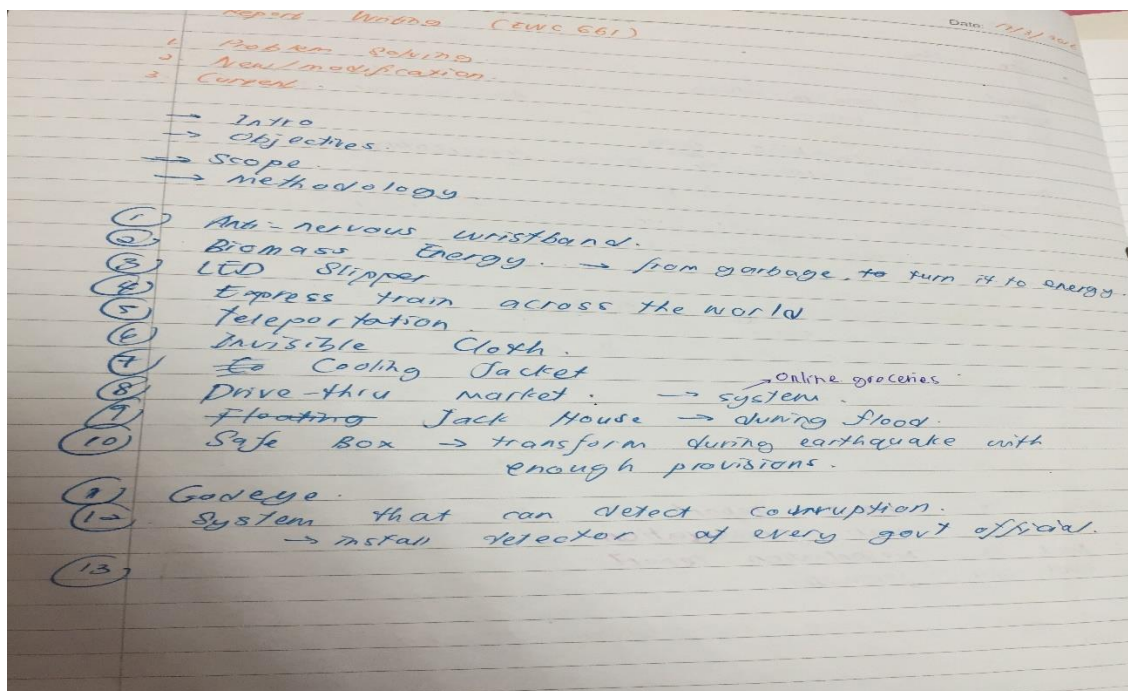 Report Writing (EWC 661)
Date:
1. Problem Solving
2. New/modification.
3. Current.
→ Intro
→ Objectives
→ Scope.
→ Methodology
1 Anti-nervous wristband.
2 Biomass Energy. → from garbage, to turn it to energy.
3 LED Slipper
4 Express train across the world
5 Teleportation
6 Invisible Cloth.
7 Cooling Jacket
→ online groceries
8 Drive-thru market. → system.
9 Floating Jack House → during flood.
10 Safe Box → transform during earthquake with
enough provisions.
11 Godeye.
12 System that can detect courruption.
→ install detector at every gov't official.
13